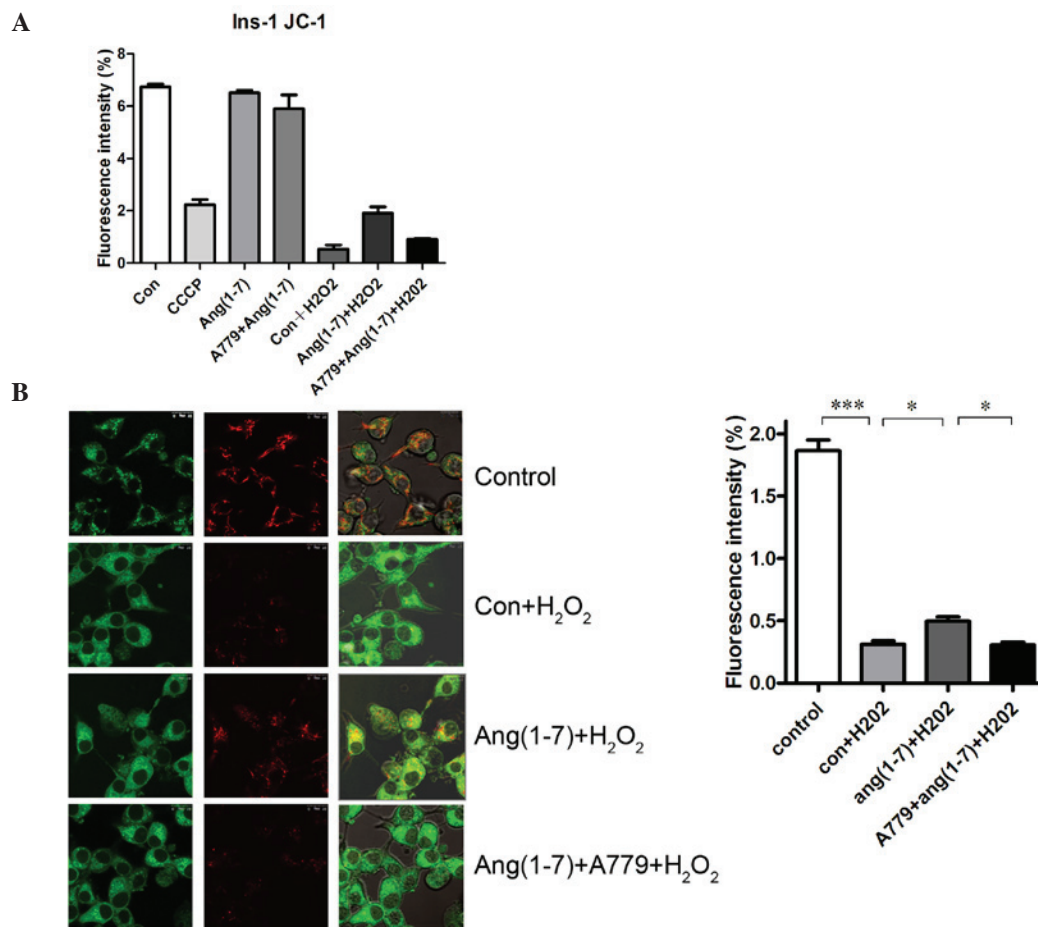 A
Ins-1 JC-1
Fluorescence intensity (%)
8
6
4
2
0
Con
CCCP
Ang(1-7)
A779+Ang(1-7)
Con+H2O2
Ang(1-7)+H2O2
A779+Ang(1-7)+H202
B
Control
Con+H₂O₂
Ang(1-7)+H₂O₂
Ang(1-7)+A779+H₂O₂
*** * *
Fluorescence intensity (%)
2.0
1.5
1.0
0.5
0.0
control
con+H202
ang(1-7)+H202
A779+ang(1-7)+H202